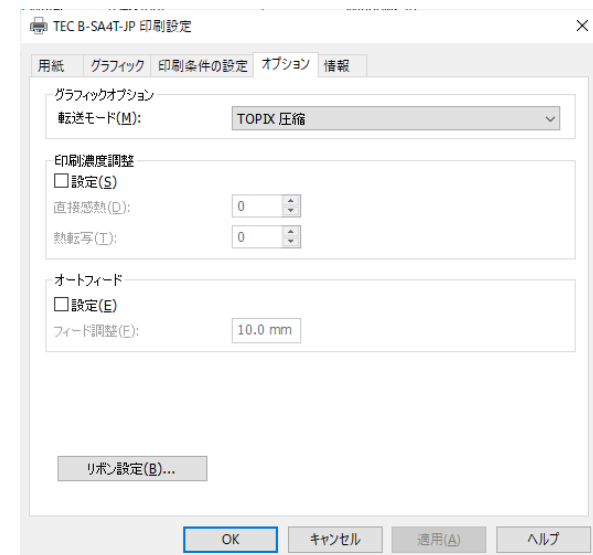 TEC B-SA4T-JP 印刷設定
用紙 グラフィック 印刷条件の設定 オプション 情報
グラフィックオプション
転送モード(M): TOPIX 圧縮
印刷濃度調整
設定(S)
直接感熱(D): 0
熱転写(T): 0
オートフィード
設定(E)
フィード調整(F): 10.0 mm
リボン設定(B)...
OK キャンセル 適用(A) ヘルプ